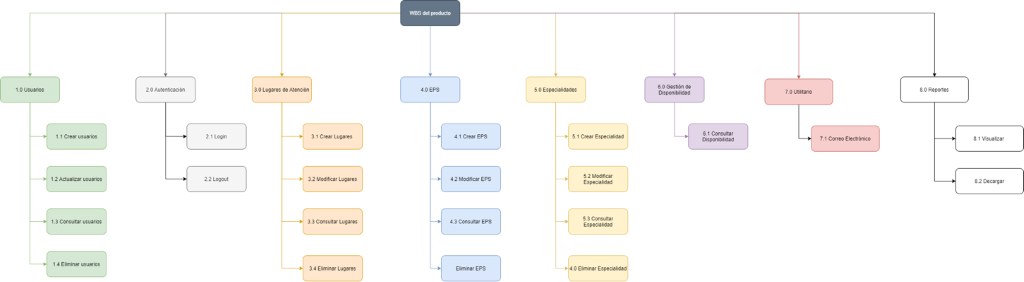 WBS del producto
1.0 Usuarios
2.0 Autenticación
3.0 Lugares de Atención
4.0 EPS
5.0 Especialidades
6.0 Gestión de
Disponibilidad
7.0 Utilitario
8.0 Reportes
1.1 Crear usuarios
1.2 Actualizar usuarios
1.3 Consultar usuarios
1.4 Eliminar usuarios
2.1 Login
2.2 Logout
3.1 Crear Lugares
3.2 Modificar Lugares
3.3 Consultar Lugares
3.4 Eliminar Lugares
4.1 Crear EPS
4.2 Modificar EPS
4.3 Consultar EPS
Eliminar EPS
5.1 Crear Especialidad
5.2 Modificar
Especialidad
5.3 Consultar
Especialidad
4.0 Eliminar Especialidad
6.1 Consultar
Disponibilidad
7.1 Correo Electrónico
8.1 Visualizar
8.2 Decargar